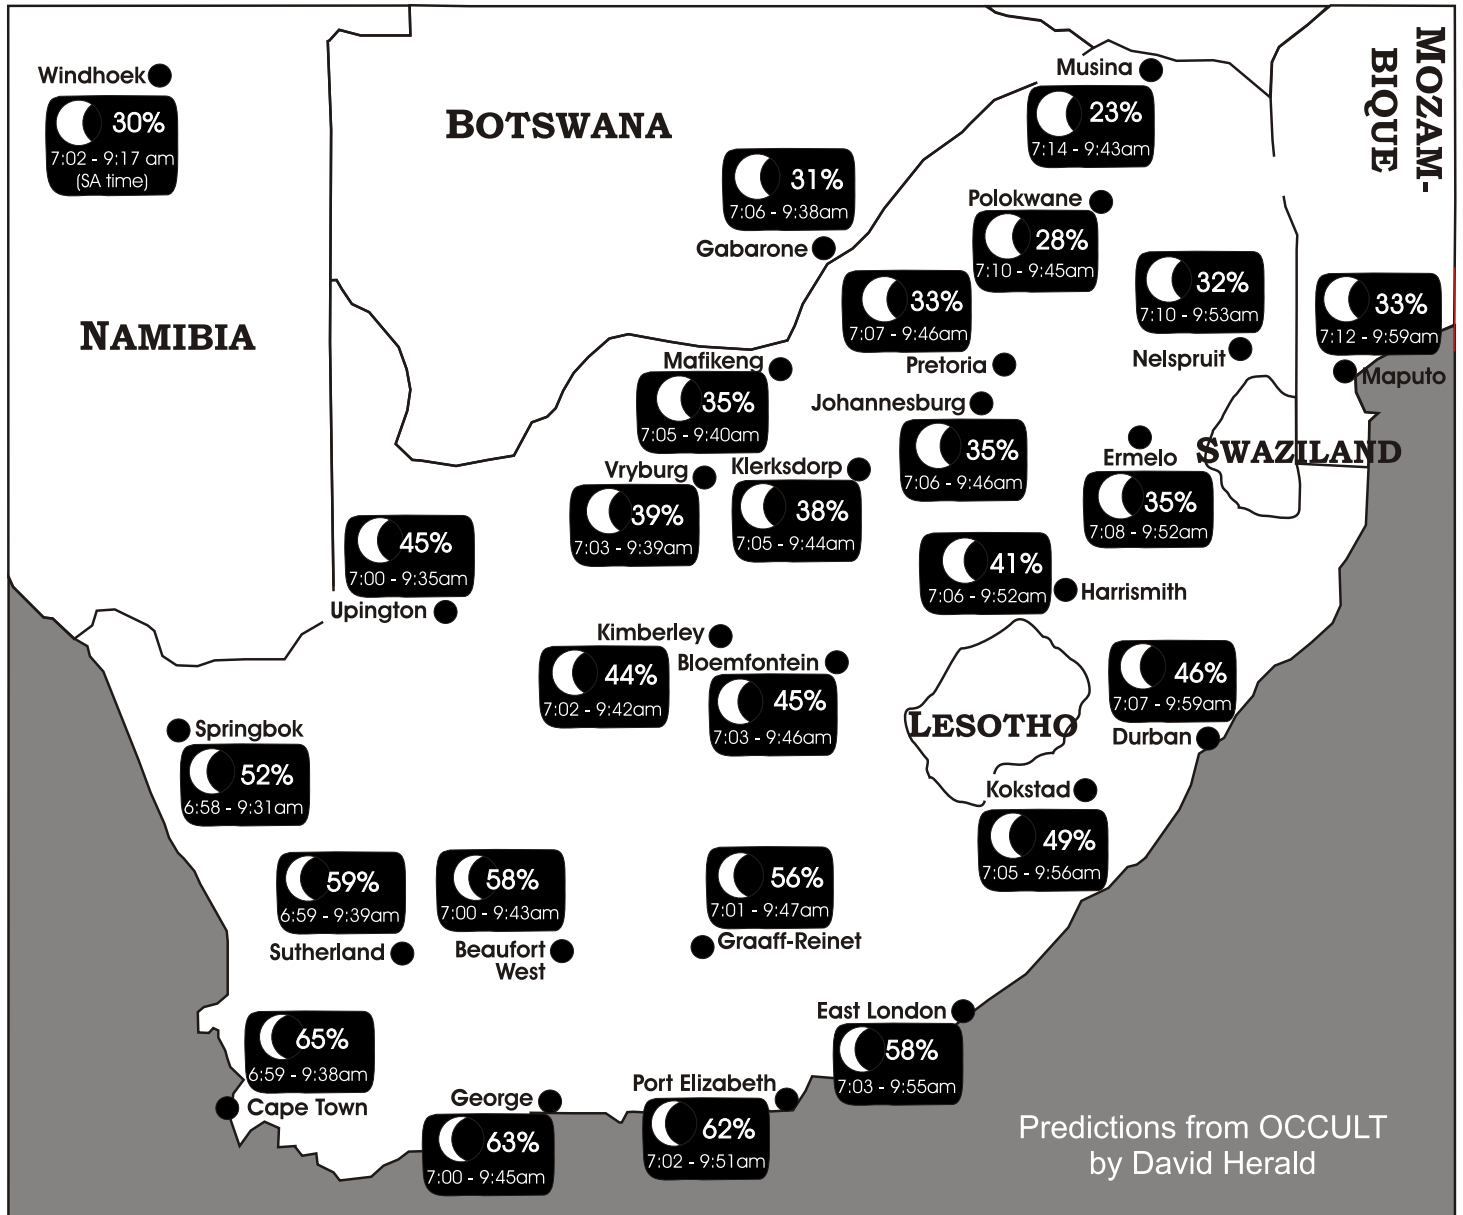 Windhoek
30%
7:02 - 9:17 am
(SA time)
BOTSWANA
Musina
23%
7:14 - 9:43am
MOZAM-
BIQUE
31%
7:06 - 9:38am
Gabarone
Polokwane
28%
7:10 - 9:45am
NAMIBIA
33%
7:07 - 9:46am
Pretoria
32%
7:10 - 9:53am
Nelspruit
33%
7:12 - 9:59am
Maputo
Mafikeng
35%
7:05 - 9:40am
Johannesburg
35%
7:06 - 9:46am
Ermelo
35%
7:08 - 9:52am
SWAZILAND
Vryburg
39%
7:03 - 9:39am
Klerksdorp
38%
7:05 - 9:44am
45%
7:00 - 9:35am
Upington
41%
7:06 - 9:52am
Harrismith
Kimberley
44%
7:02 - 9:42am
Bloemfontein
45%
7:03 - 9:46am
LESOTHO
46%
7:07 - 9:59am
Durban
Springbok
52%
6:58 - 9:31am
Kokstad
49%
7:05 - 9:56am
59%
6:59 - 9:39am
Sutherland
58%
7:00 - 9:43am
Beaufort
West
56%
7:01 - 9:47am
Graaff-Reinet
65%
6:59 - 9:38am
Cape Town
East London
58%
7:03 - 9:55am
George
63%
7:00 - 9:45am
Port Elizabeth
62%
7:02 - 9:51am
Predictions from OCCULT
by David Herald